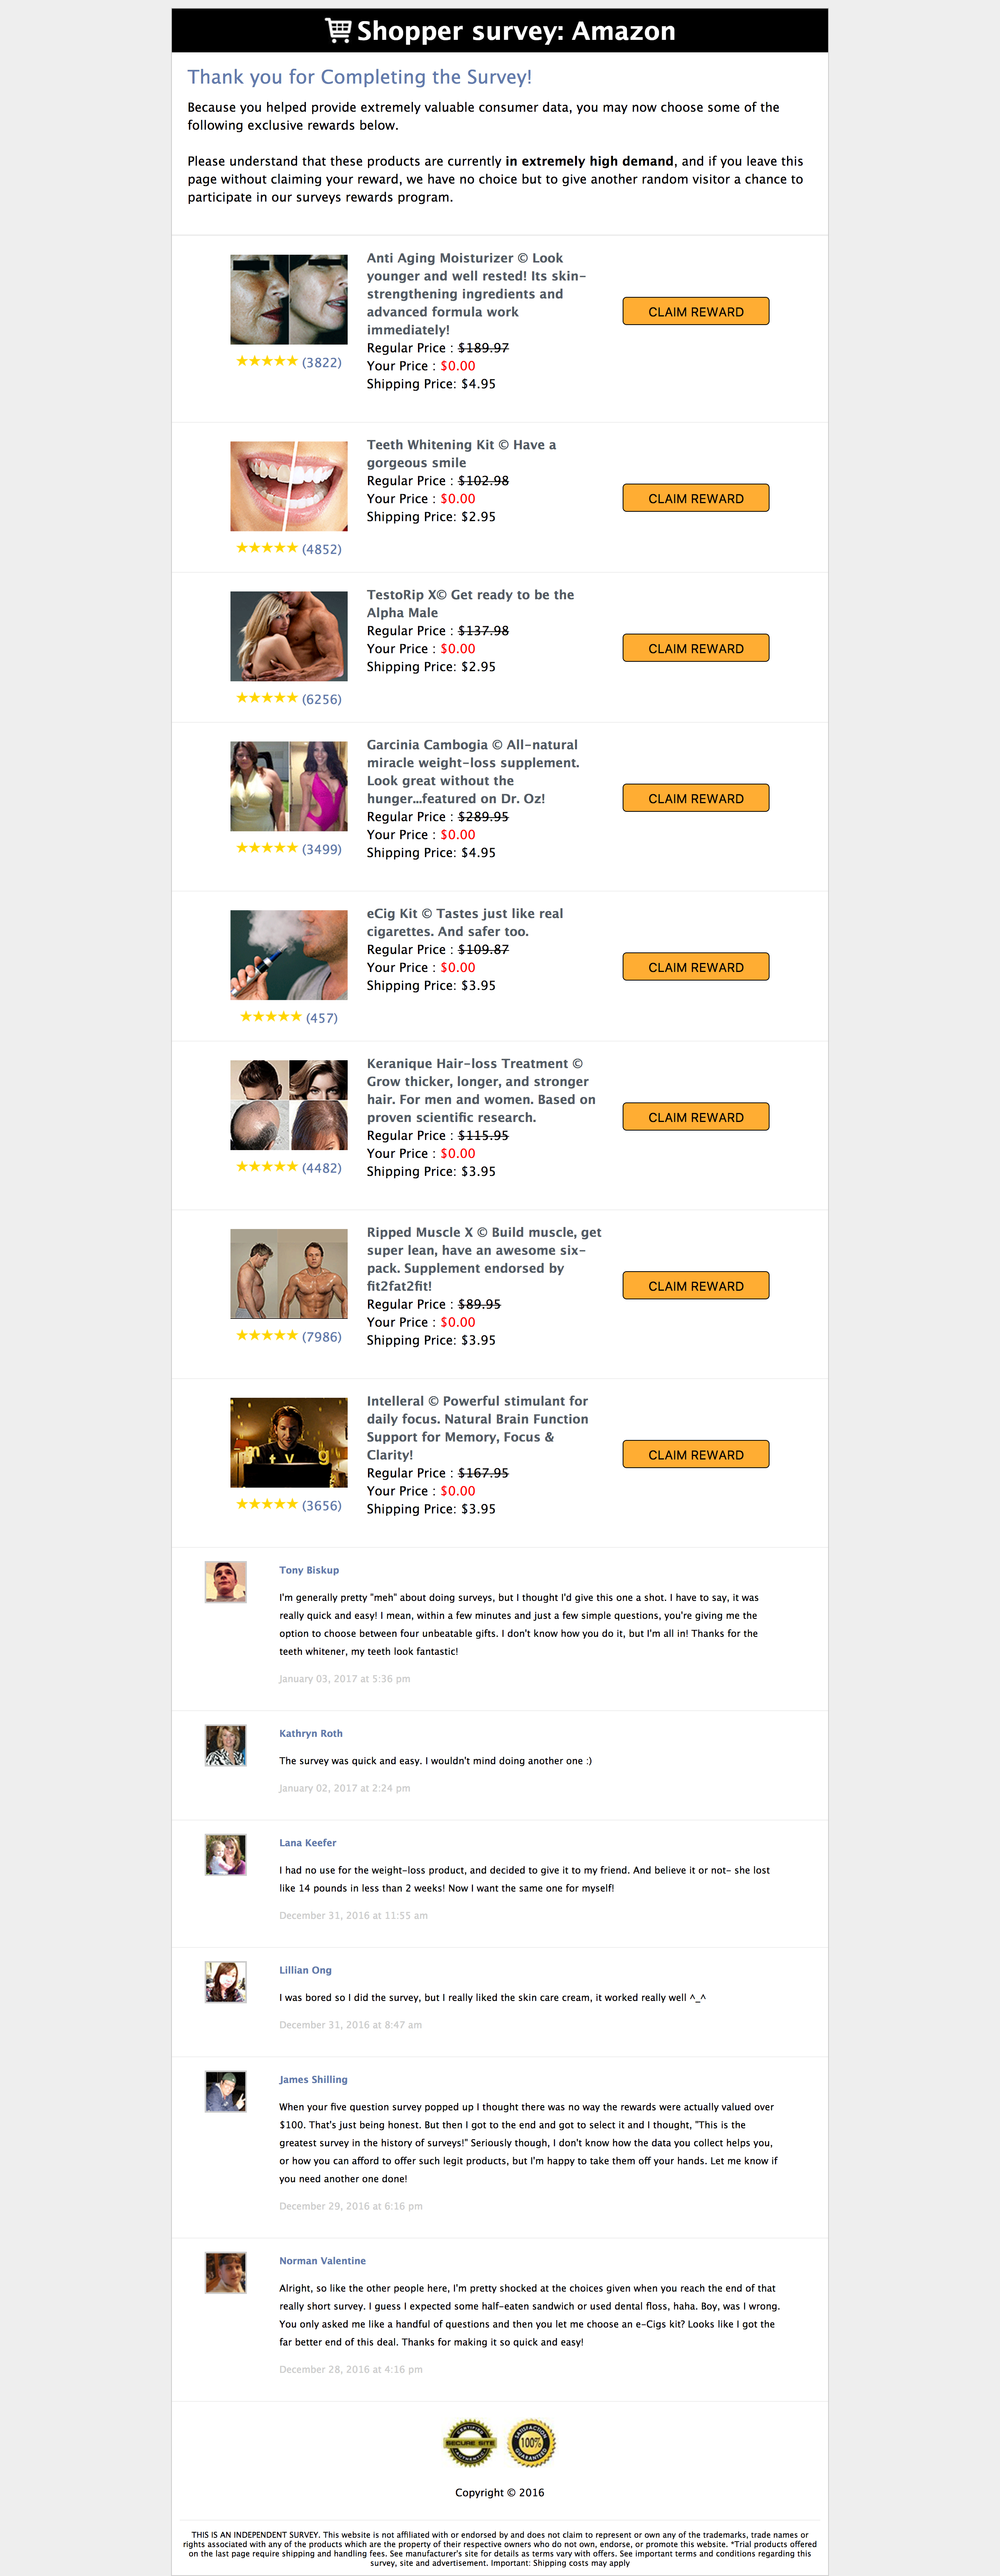 Shopper survey: Amazon
Thank you for Completing the Survey!
Because you helped provide extremely valuable consumer data, you may now choose some of the
following exclusive rewards below.
Please understand that these products are currently in extremely high demand, and if you leave this
page without claiming your reward, we have no choice but to give another random visitor a chance to
participate in our surveys rewards program.
Anti Aging Moisturizer © Look
younger and well rested! Its skin-
strengthening ingredients and
advanced formula work
immediately!
Regular Price : $189.97
Your Price : $0.00
Shipping Price: $4.95
★★★★★ (3822)
CLAIM REWARD
Teeth Whitening Kit © Have a
gorgeous smile
Regular Price : $102.98
Your Price : $0.00
Shipping Price: $2.95
★★★★★ (4852)
CLAIM REWARD
TestoRip X© Get ready to be the
Alpha Male
Regular Price : $137.98
Your Price : $0.00
Shipping Price: $2.95
★★★★★ (6256)
CLAIM REWARD
Garcinia Cambogia © All-natural
miracle weight-loss supplement.
Look great without the
hunger...featured on Dr. Oz!
Regular Price : $289.95
Your Price : $0.00
Shipping Price: $4.95
★★★★★ (3499)
CLAIM REWARD
eCig Kit © Tastes just like real
cigarettes. And safer too.
Regular Price : $109.87
Your Price : $0.00
Shipping Price: $3.95
★★★★★ (457)
CLAIM REWARD
Keranique Hair-loss Treatment ©
Grow thicker, longer, and stronger
hair. For men and women. Based on
proven scientific research.
Regular Price : $115.95
Your Price : $0.00
Shipping Price: $3.95
★★★★★ (4482)
CLAIM REWARD
Ripped Muscle X © Build muscle, get
super lean, have an awesome six-
pack. Supplement endorsed by
fit2fat2fit!
Regular Price : $89.95
Your Price : $0.00
Shipping Price: $3.95
★★★★★ (7986)
CLAIM REWARD
Intelleral © Powerful stimulant for
daily focus. Natural Brain Function
Support for Memory, Focus &
Clarity!
Regular Price : $167.95
Your Price : $0.00
Shipping Price: $3.95
m t v g
★★★★★ (3656)
CLAIM REWARD
Tony Biskup
I'm generally pretty "meh" about doing surveys, but I thought I'd give this one a shot. I have to say, it was
really quick and easy! I mean, within a few minutes and just a few simple questions, you're giving me the
option to choose between four unbeatable gifts. I don't know how you do it, but I'm all in! Thanks for the
teeth whitener, my teeth look fantastic!
January 03, 2017 at 5:36 pm
Kathryn Roth
The survey was quick and easy. I wouldn't mind doing another one :)
January 02, 2017 at 2:24 pm
Lana Keefer
I had no use for the weight-loss product, and decided to give it to my friend. And believe it or not- she lost
like 14 pounds in less than 2 weeks! Now I want the same one for myself!
December 31, 2016 at 11:55 am
Lillian Ong
I was bored so I did the survey, but I really liked the skin care cream, it worked really well ^_^
December 31, 2016 at 8:47 am
James Shilling
When your five question survey popped up I thought there was no way the rewards were actually valued over
$100. That's just being honest. But then I got to the end and got to select it and I thought, "This is the
greatest survey in the history of surveys!" Seriously though, I don't know how the data you collect helps you,
or how you can afford to offer such legit products, but I'm happy to take them off your hands. Let me know if
you need another one done!
December 29, 2016 at 6:16 pm
Norman Valentine
Alright, so like the other people here, I'm pretty shocked at the choices given when you reach the end of that
really short survey. I guess I expected some half-eaten sandwich or used dental floss, haha. Boy, was I wrong.
You only asked me like a handful of questions and then you let me choose an e-Cigs kit? Looks like I got the
far better end of this deal. Thanks for making it so quick and easy!
December 28, 2016 at 4:16 pm
CERTIFIED
SECURE SITE
SATISFACTION
100%
GUARANTEED
Copyright © 2016
THIS IS AN INDEPENDENT SURVEY. This website is not affiliated with or endorsed by and does not claim to represent or own any of the trademarks, trade names or
rights associated with any of the products which are the property of their respective owners who do not own, endorse, or promote this website. *Trial products offered
on the last page require shipping and handling fees. See manufacturer's site for details as terms vary with offers. See important terms and conditions regarding this
survey, site and advertisement. Important: Shipping costs may apply